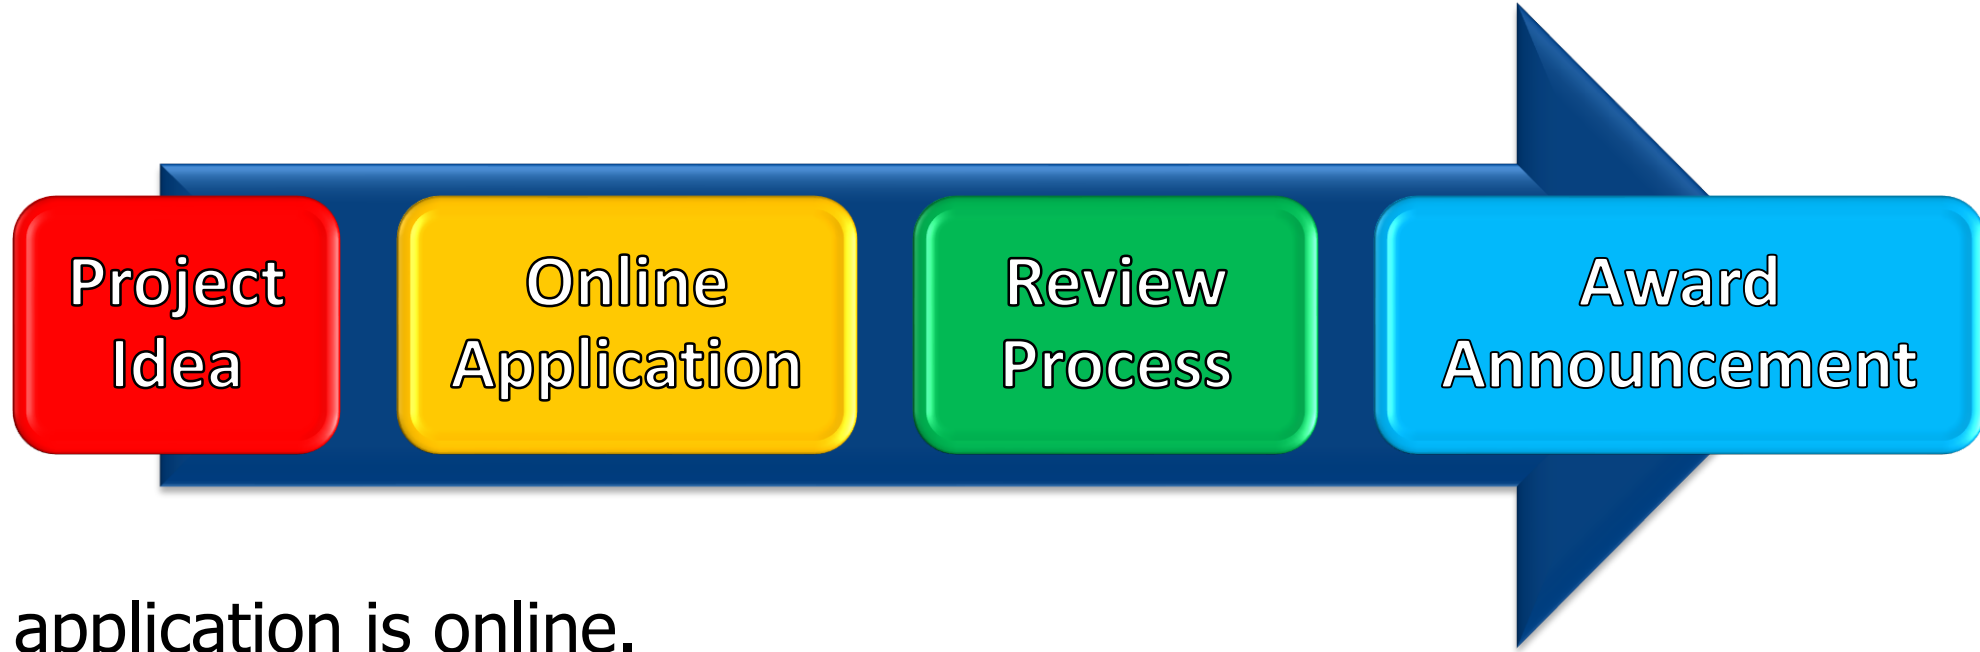 Project
Idea
Online
Application
Review
Process
Award
Announcement
application is online.